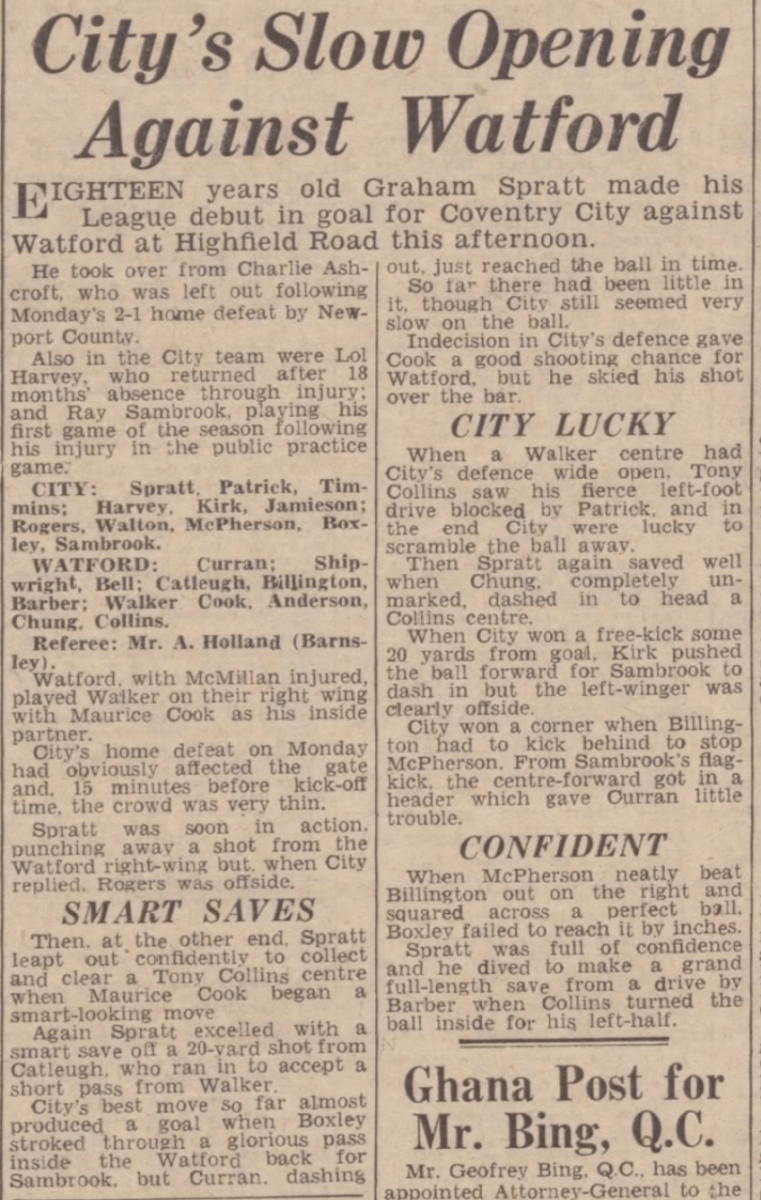 City's Slow Opening
Against Watford
EIGHTEEN years old Graham Spratt made his
League debut in goal for Coventry City against
Watford at Highfield Road this afternoon.
He took over from Charlie Ash-
croft, who was left out following
Monday's 2-1 home defeat by New-
port County.
Also in the City team were Lol
Harvey, who returned after 18
months' absence through injury;
and Ray Sambrook, playing his
first game of the season following
his injury in the public practice
game.
CITY: Spratt, Patrick, Tim-
mins; Harvey, Kirk, Jamieson;
Rogers, Walton, McPherson, Box-
ley, Sambrook.
WATFORD: Curran; Ship-
wright, Bell; Catleugh, Billington,
Barber; Walker Cook, Anderson,
Chung, Collins.
Referee: Mr. A. Holland (Barns-
ley).
Watford, with McMillan injured,
played Walker on their right wing
with Maurice Cook as his inside
partner.
City's home defeat on Monday
had obviously affected the gate
and, 15 minutes before kick-off
time, the crowd was very thin.
Spratt was soon in action,
punching away a shot from the
Watford right-wing but, when City
replied, Rogers was offside.
SMART SAVES
Then, at the other end, Spratt
leapt out confidently to collect
and clear a Tony Collins centre
when Maurice Cook began a
smart-looking move
Again Spratt excelled with a
smart save off a 20-yard shot from
Catleugh, who ran in to accept a
short pass from Walker.
City's best move so far almost
produced a goal when Boxley
stroked through a glorious pass
inside the Watford back for
Sambrook, but Curran, dashing
out, just reached the ball in time.
So far there had been little in
it, though City still seemed very
slow on the ball.
Indecision in City's defence gave
Cook a good shooting chance for
Watford, but he skied his shot
over the bar.
CITY LUCKY
When a Walker centre had
City's defence wide open, Tony
Collins saw his fierce left-foot
drive blocked by Patrick, and in
the end City were lucky to
scramble the ball away.
Then Spratt again saved well
when Chung, completely un-
marked, dashed in to head a
Collins centre.
When City won a free-kick some
20 yards from goal, Kirk pushed
the ball forward for Sambrook to
dash in but the left-winger was
clearly offside.
City won a corner when Billing-
ton had to kick behind to stop
McPherson. From Sambrook's flag-
kick, the centre-forward got in a
header which gave Curran little
trouble.
CONFIDENT
When McPherson neatly beat
Billington out on the right and
squared across a perfect ball,
Boxley failed to reach it by inches.
Spratt was full of confidence
and he dived to make a grand
full-length save from a drive by
Barber when Collins turned the
ball inside for his left-half.
Ghana Post for
Mr. Bing, Q.C.
Mr. Geofrey Bing, Q.C., has been
appointed Attorney-General to the